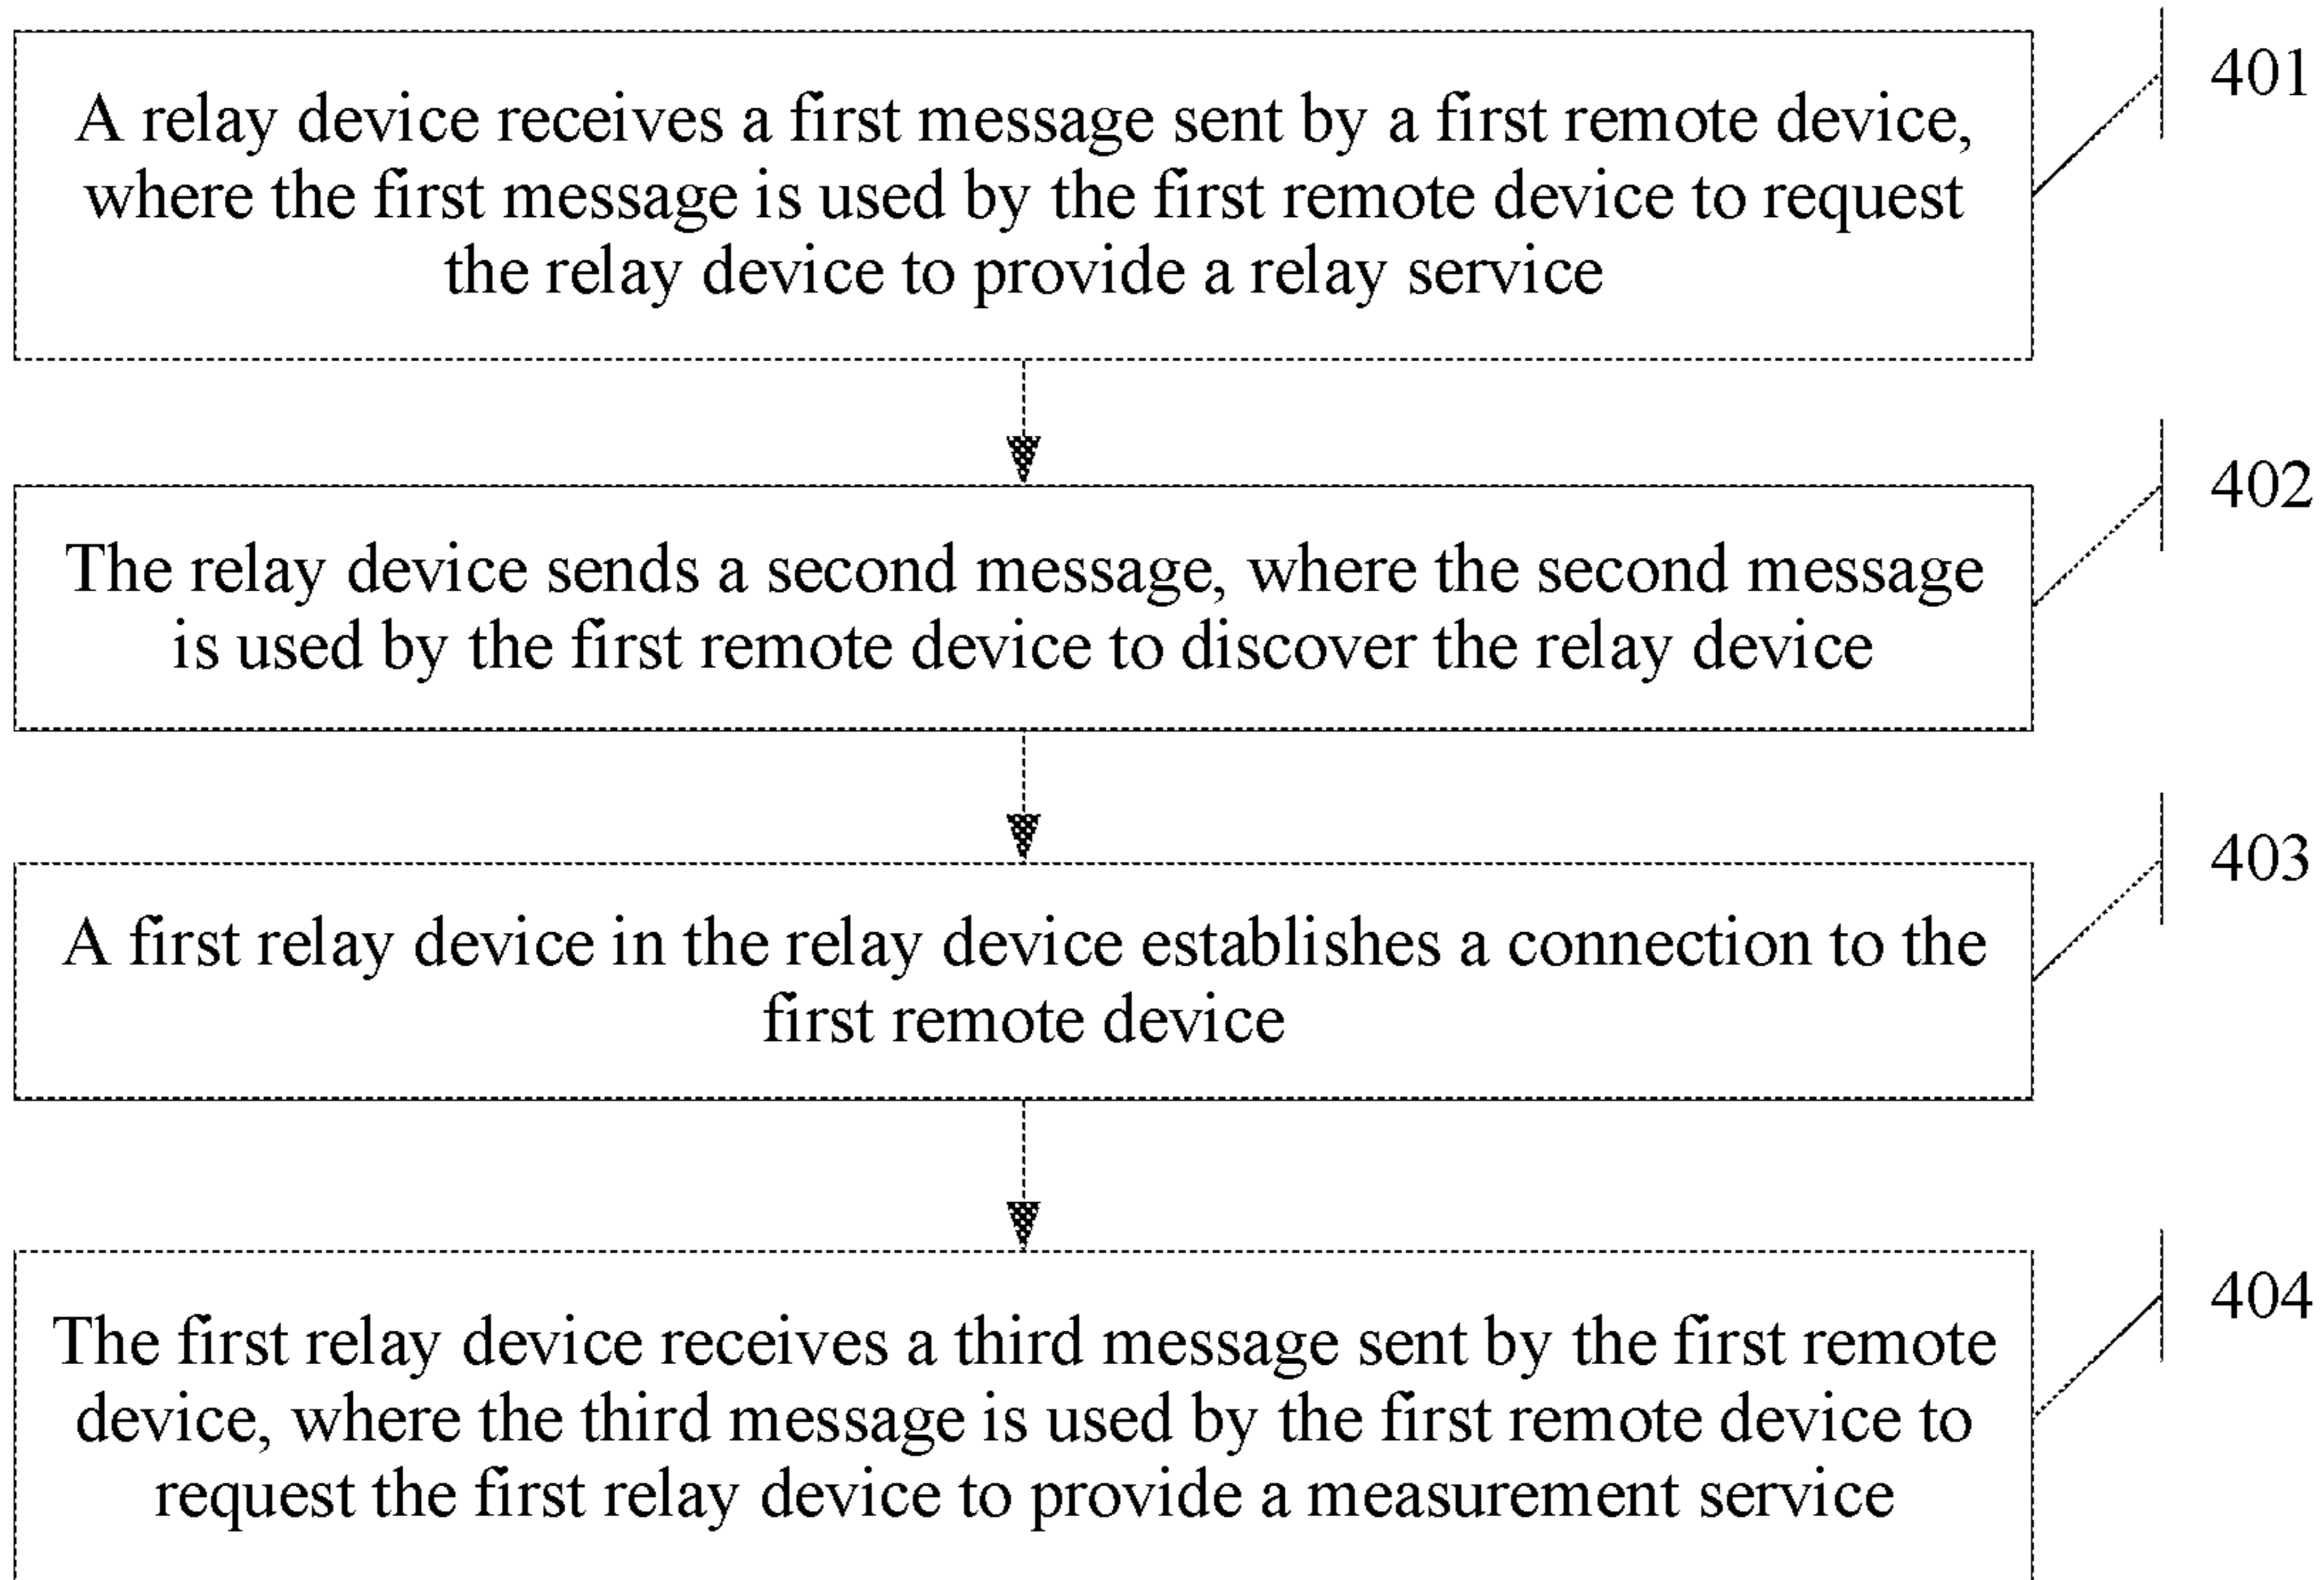 A relay device receives a first message sent by a first remote device,
where the first message is used by the first remote device to request
the relay device to provide a relay service
401
The relay device sends a second message, where the second message
is used by the first remote device to discover the relay device
402
A first relay device in the relay device establishes a connection to the
first remote device
403
The first relay device receives a third message sent by the first remote
device, where the third message is used by the first remote device to
request the first relay device to provide a measurement service
404